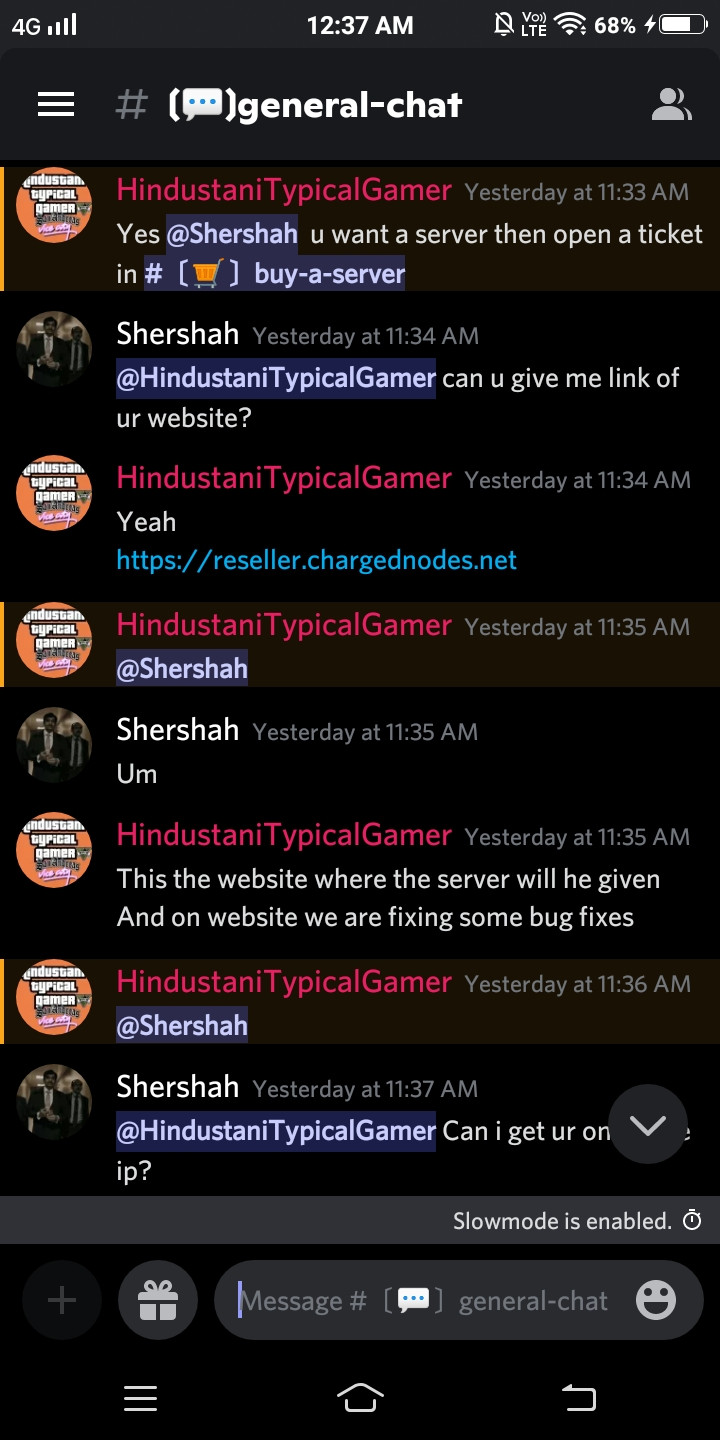 4G 12:37 AM Vo) LTE 68%
# (💬)general-chat
HindustaniTypicalGamer Yesterday at 11:33 AM
Yes @Shershah u want a server then open a ticket
in # [🛒] buy-a-server
Shershah Yesterday at 11:34 AM
@HindustaniTypicalGamer can u give me link of
ur website?
HindustaniTypicalGamer Yesterday at 11:34 AM
Yeah
https://reseller.chargednodes.net
HindustaniTypicalGamer Yesterday at 11:35 AM
@Shershah
Shershah Yesterday at 11:35 AM
Um
HindustaniTypicalGamer Yesterday at 11:35 AM
This the website where the server will he given
And on website we are fixing some bug fixes
HindustaniTypicalGamer Yesterday at 11:36 AM
@Shershah
Shershah Yesterday at 11:37 AM
@HindustaniTypicalGamer Can i get ur
ip?
Slowmode is enabled.
Message # [💬] general-chat